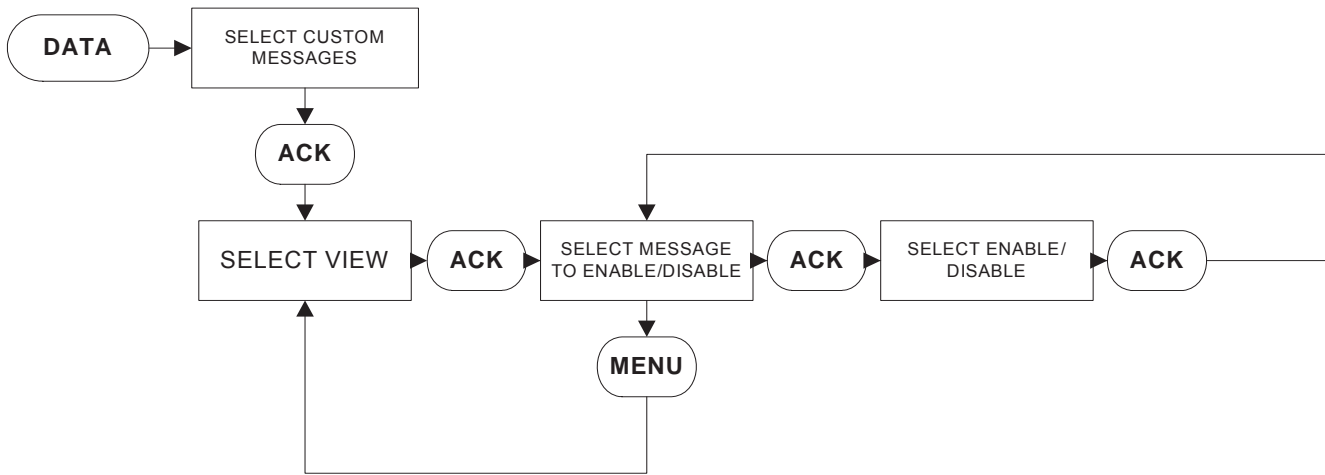 DATA
SELECT CUSTOM
MESSAGES
ACK
SELECT VIEW
ACK
SELECT MESSAGE
TO ENABLE/DISABLE
ACK
SELECT ENABLE/
DISABLE
ACK
MENU